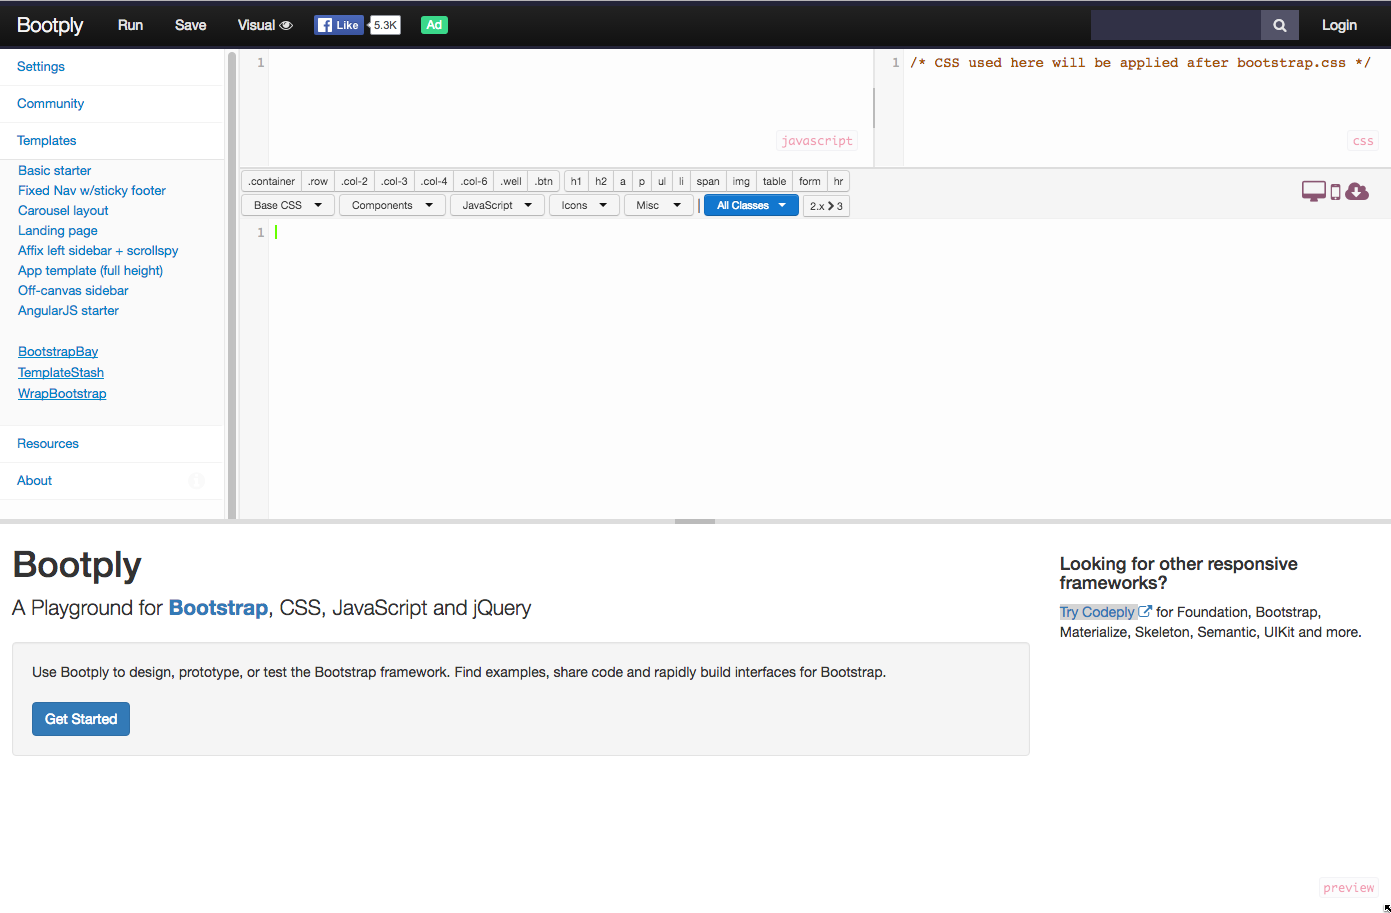 Bootply Run Save Visual Like 5.3K Ad Login
Settings
Community
Templates
Basic starter
Fixed Nav w/sticky footer
Carousel layout
Landing page
Affix left sidebar + scrollspy
App template (full height)
Off-canvas sidebar
AngularJS starter
BootstrapBay
TemplateStash
WrapBootstrap
Resources
About
1
javascript
1 /* CSS used here will be applied after bootstrap.css */
css
.container .row .col-2 .col-3 .col-4 .col-6 .well .btn h1 h2 a p ul li span img table form hr
Base CSS Components JavaScript Icons Misc All Classes 2.x > 3
1
Bootply
A Playground for Bootstrap, CSS, JavaScript and jQuery
Use Bootply to design, prototype, or test the Bootstrap framework. Find examples, share code and rapidly build interfaces for Bootstrap.
Get Started
Looking for other responsive
frameworks?
Try Codeply for Foundation, Bootstrap,
Materialize, Skeleton, Semantic, UIKit and more.
preview